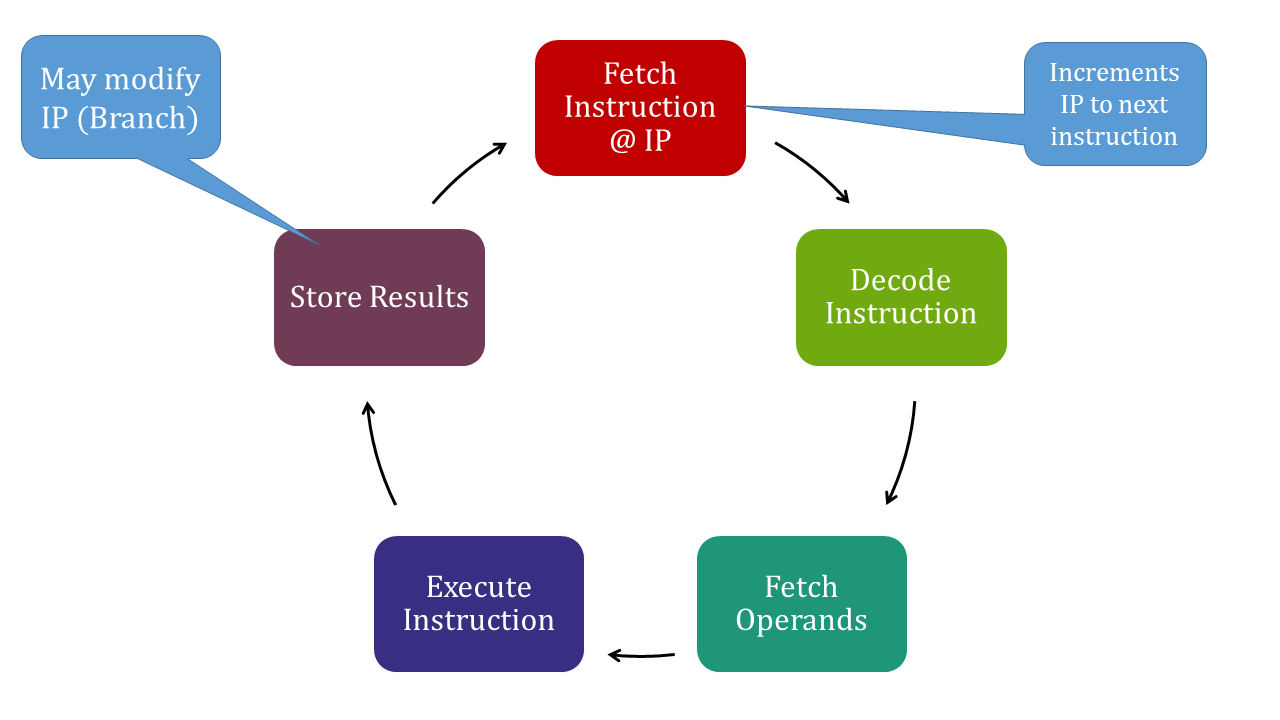 May modify
IP (Branch)
Fetch
Instruction
@ IP
Increments
IP to next
instruction
Decode
Instruction
Fetch
Operands
Execute
Instruction
Store Results